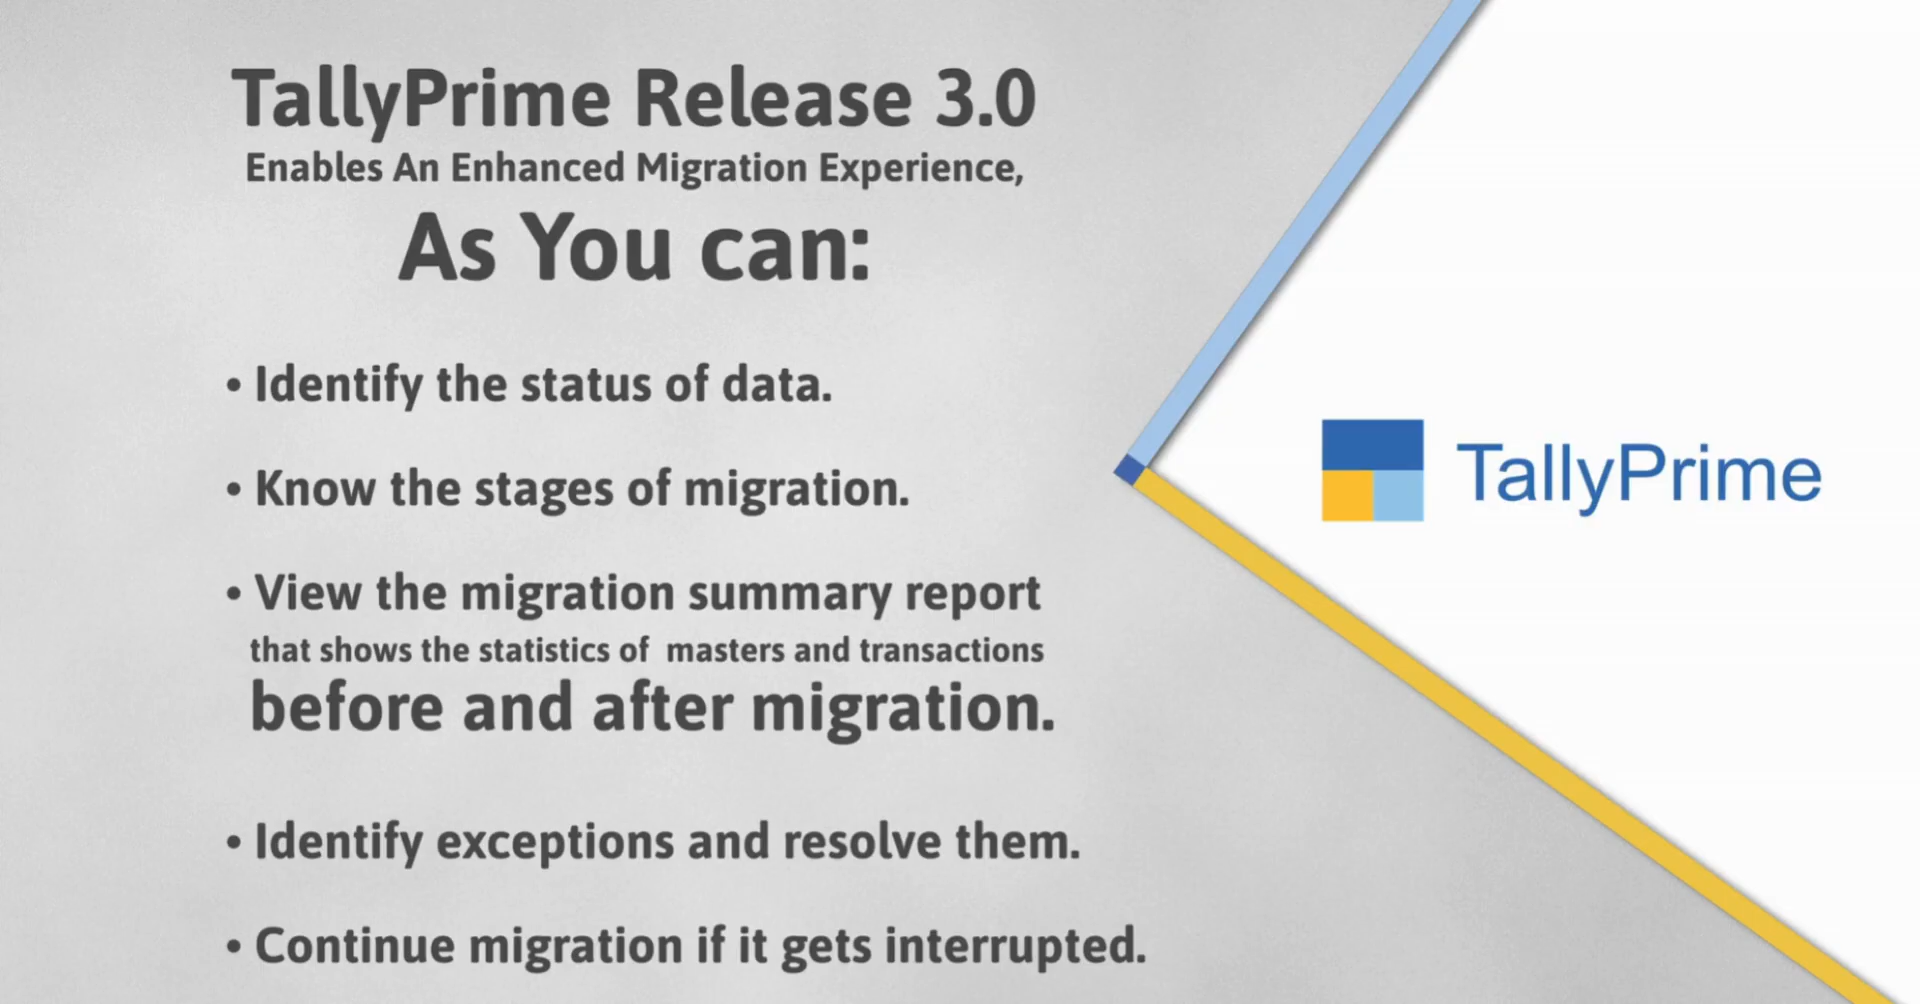 TallyPrime Release 3.0
Enables An Enhanced Migration Experience,
As You can:
• Identify the status of data.
• Know the stages of migration.
• View the migration summary report
that shows the statistics of masters and transactions
before and after migration.
• Identify exceptions and resolve them.
• Continue migration if it gets interrupted.
TallyPrime